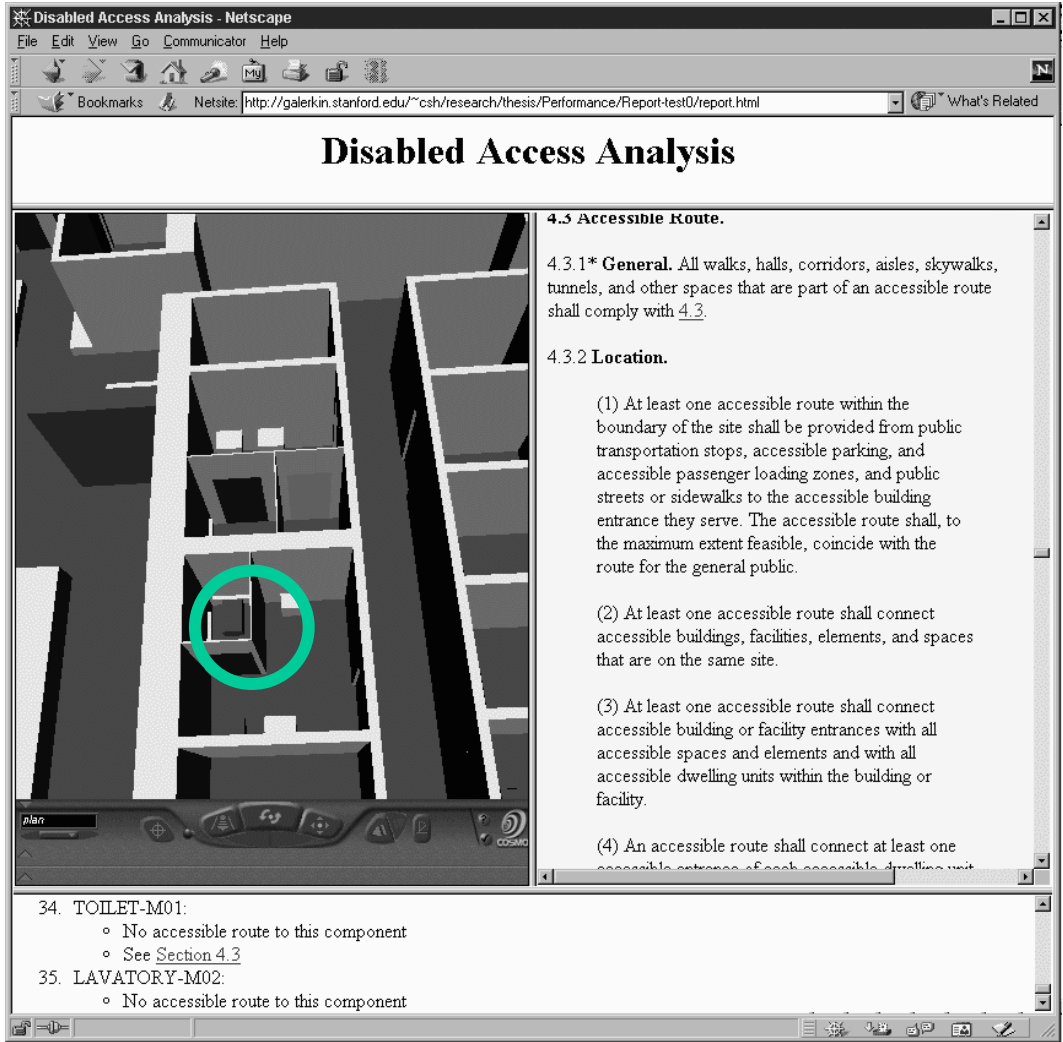 Disabled Access Analysis - Netscape
File Edit View Go Communicator Help
My
N
Bookmarks Netsite: http://galerkin.stanford.edu/~csh/research/thesis/Performance/Report-test0/report.html What's Related
Disabled Access Analysis
4.3 Accessible Route.
4.3.1* General. All walks, halls, corridors, aisles, skywalks,
tunnels, and other spaces that are part of an accessible route
shall comply with 4.3.
4.3.2 Location.
(1) At least one accessible route within the
boundary of the site shall be provided from public
transportation stops, accessible parking, and
accessible passenger loading zones, and public
streets or sidewalks to the accessible building
entrance they serve. The accessible route shall, to
the maximum extent feasible, coincide with the
route for the general public.
(2) At least one accessible route shall connect
accessible buildings, facilities, elements, and spaces
that are on the same site.
(3) At least one accessible route shall connect
accessible building or facility entrances with all
accessible spaces and elements and with all
accessible dwelling units within the building or
facility.
(4) An accessible route shall connect at least one
accessible entrance of each accessible dwelling unit
plan
?
COSMO
34. TOILET-M01:
No accessible route to this component
See Section 4.3
35. LAVATORY-M02:
No accessible route to this component